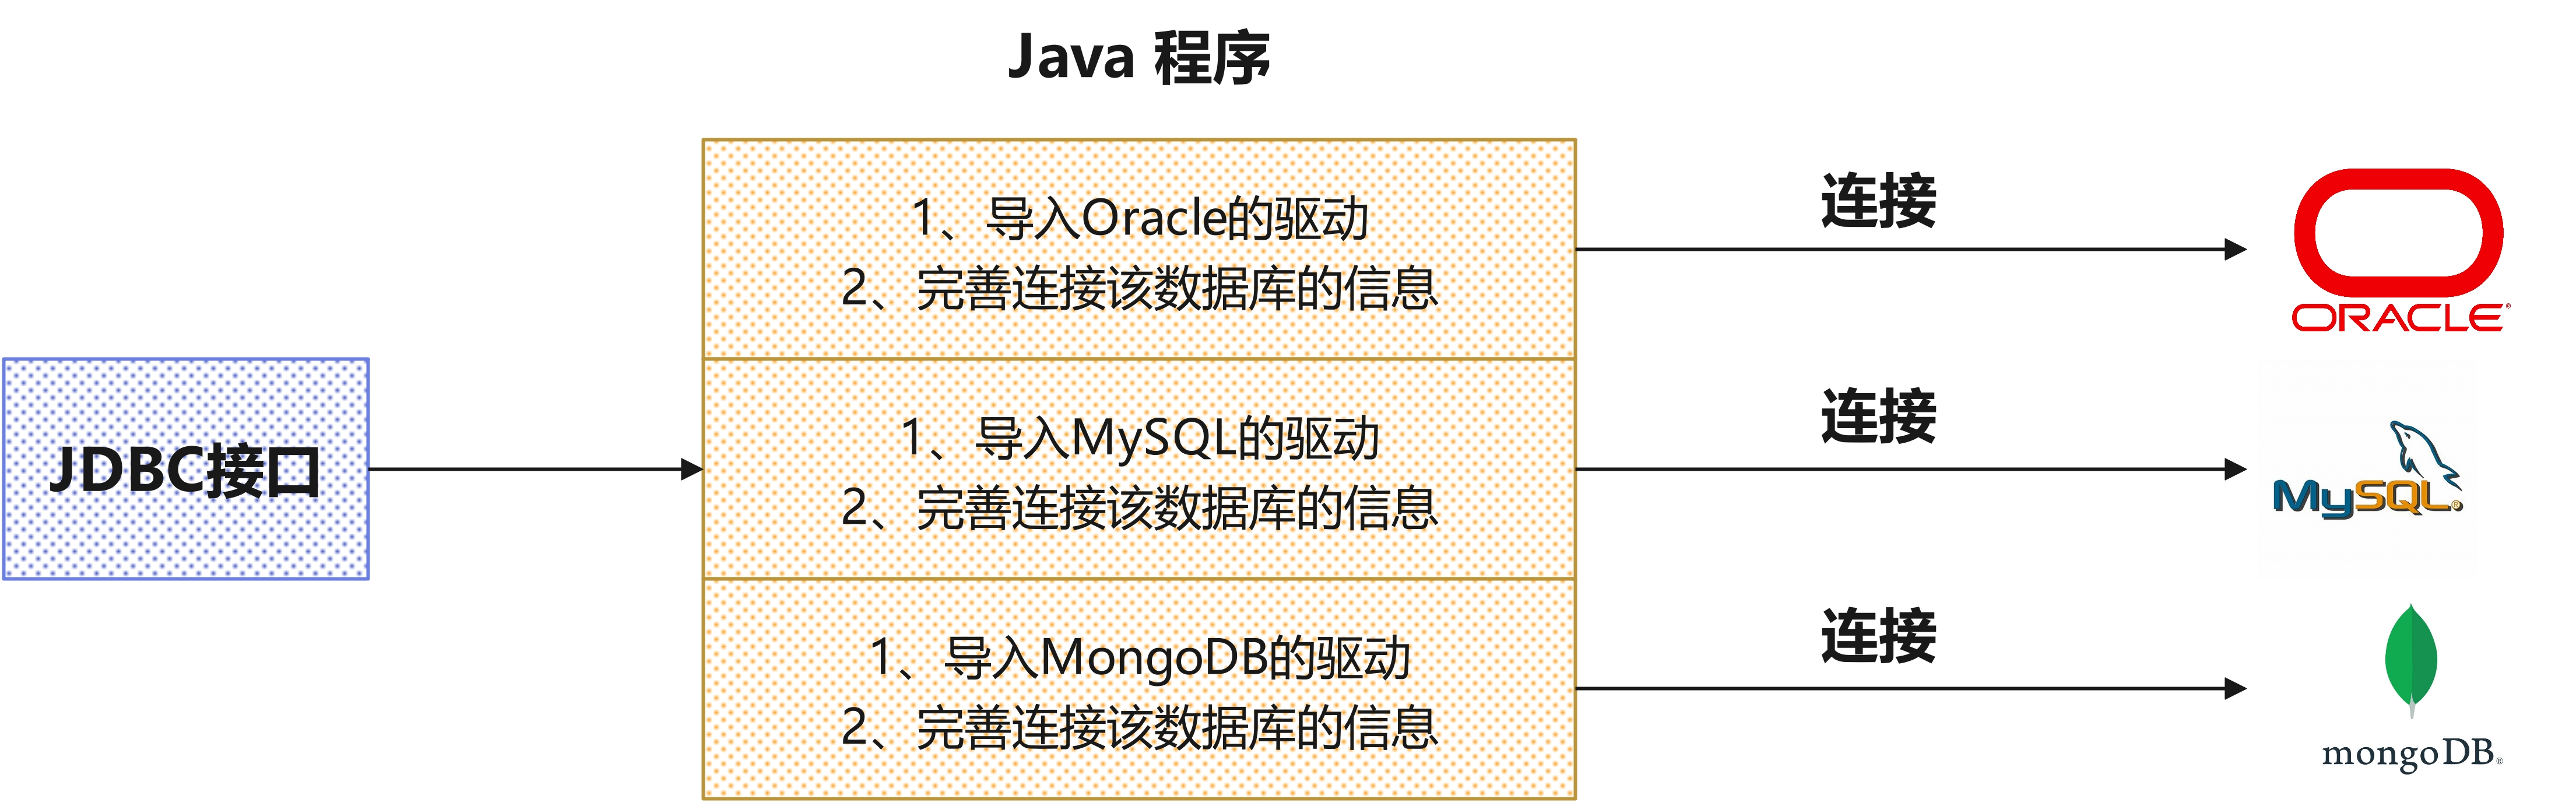 Java 程序
1、导入Oracle的驱动
2、完善连接该数据库的信息
连接
ORACLE®
JDBC接口
1、导入MySQL的驱动
2、完善连接该数据库的信息
连接
MySQL®
1、导入MongoDB的驱动
2、完善连接该数据库的信息
连接
mongoDB®